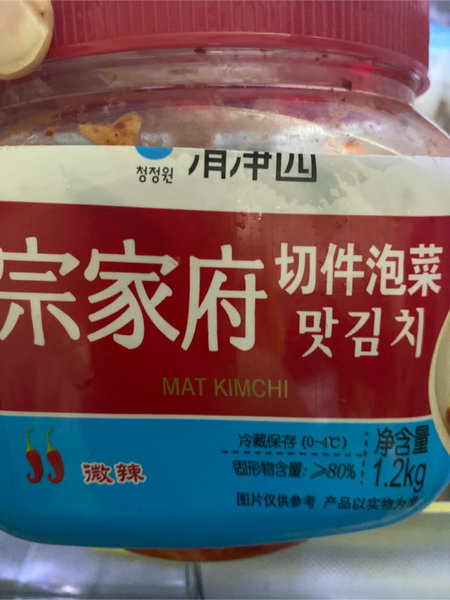 清净园
청정원
宗家府
切件泡菜
맛김치
MAT KIMCHI
微辣
冷藏保存 (0-4℃)
固形物含量: ≥80%
净含量
1.2kg
图片仅供参考 产品以实物为准